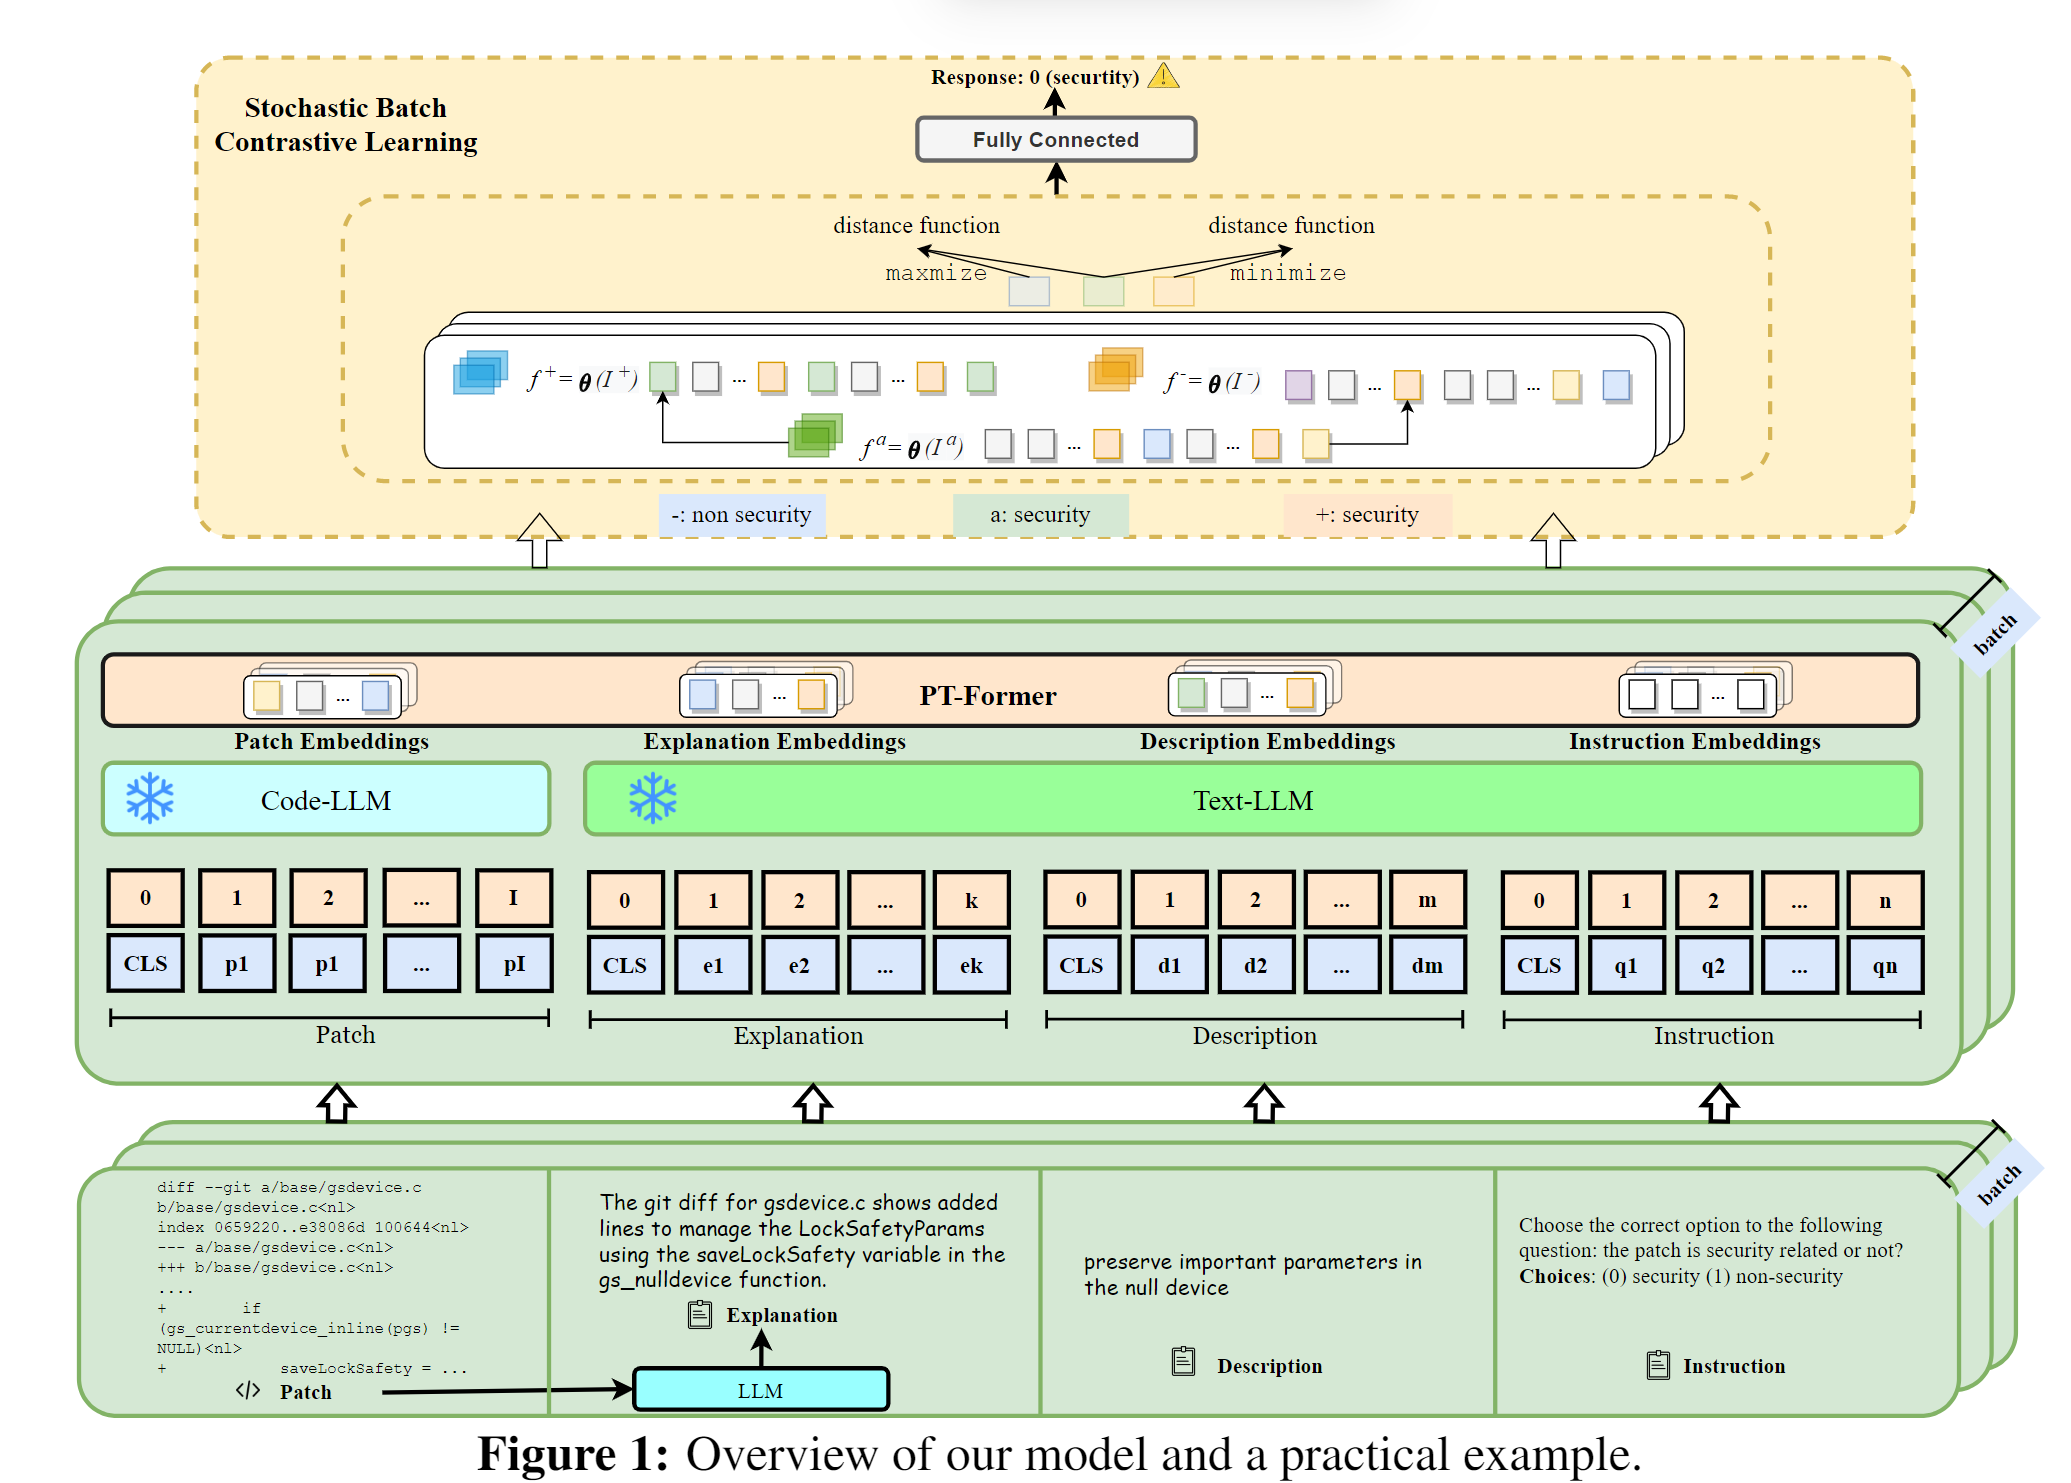 Response: 0 (securtity)
Stochastic Batch
Contrastive Learning
Fully Connected
distance function
distance function
maxmize
minimize
f + = θ (I +)
...
...
f - = θ (I -)
...
...
f a = θ (I a)
...
...
-: non security
a: security
+: security
batch
...
...
PT-Former
...
...
Patch Embeddings
Explanation Embeddings
Description Embeddings
Instruction Embeddings
Code-LLM
Text-LLM
0 1 2 ... I
0 1 2 ... k
0 1 2 ... m
0 1 2 ... n
CLS p1 p1 ... pI
CLS e1 e2 ... ek
CLS d1 d2 ... dm
CLS q1 q2 ... qn
Patch
Explanation
Description
Instruction
batch
diff --git a/base/gsdevice.c
b/base/gsdevice.c<nl>
index 0659220..e38086d 100644<nl>
--- a/base/gsdevice.c<nl>
+++ b/base/gsdevice.c<nl>
....
+ if
(gs_currentdevice_inline(pgs) !=
NULL)<nl>
+ saveLockSafety = ...
</> Patch
The git diff for gsdevice.c shows added
lines to manage the LockSafetyParams
using the saveLockSafety variable in the
gs_nulldevice function.
Explanation
LLM
preserve important parameters in
the null device
Description
Choose the correct option to the following
question: the patch is security related or not?
Choices: (0) security (1) non-security
Instruction
Figure 1: Overview of our model and a practical example.